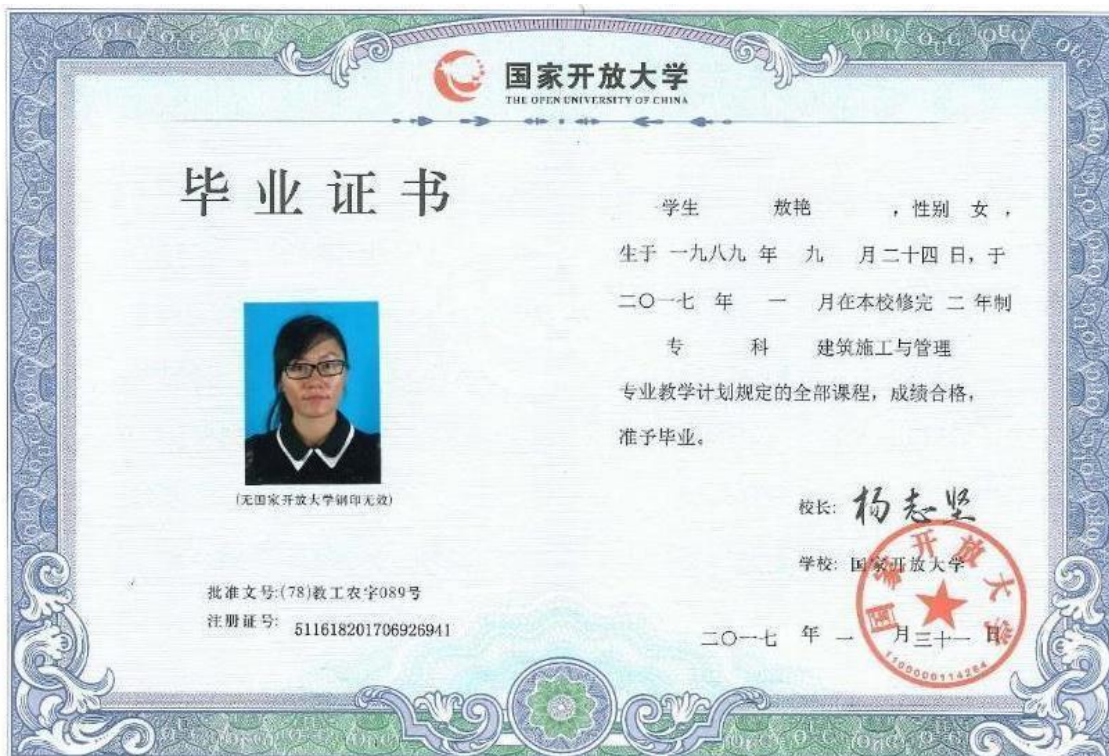 国家开放大学
THE OPEN UNIVERSITY OF CHINA
毕业证书
学生 敖艳 ，性别 女，
生于 一九八九 年 九 月 二十四 日，于
二〇一七 年 一 月在本校修完 二 年制
专 科 建筑施工与管理
专业教学计划规定的全部课程，成绩合格，
准予毕业。
(无国家开放大学钢印无效)
校长：杨志坚
学校：国家开放大学
批准文号:(78)教工农字089号
注册证号: 511618201706926941
二〇一七 年 一 月 三十一 日
国家开放大学
1100000114284